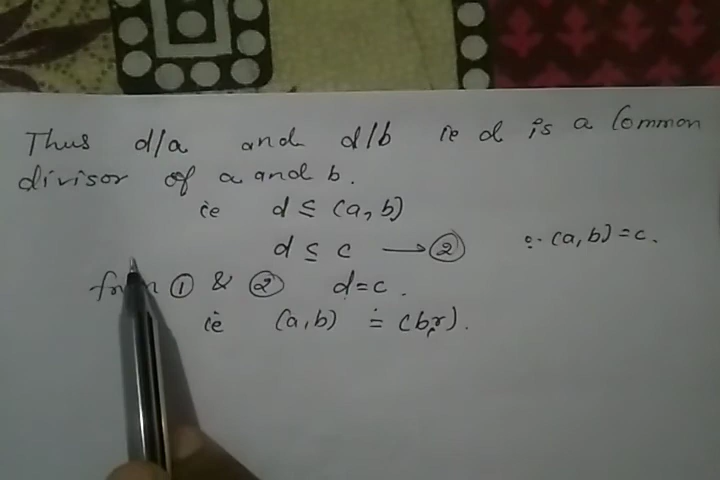 Thus d/a and d/b ie d is a Common
divisor of a and b.
ie d ≤ (a, b)
d ≤ c → ② ∵ (a, b) = c.
from ① & ② d = c.
ie (a, b) = (b, r).